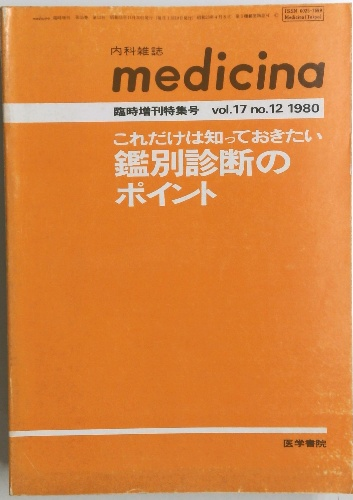 内科雑誌
medicina
臨時増刊特集号 vol.17 no.12 1980
これだけは知っておきたい
鑑別診断の
ポイント
医学書院